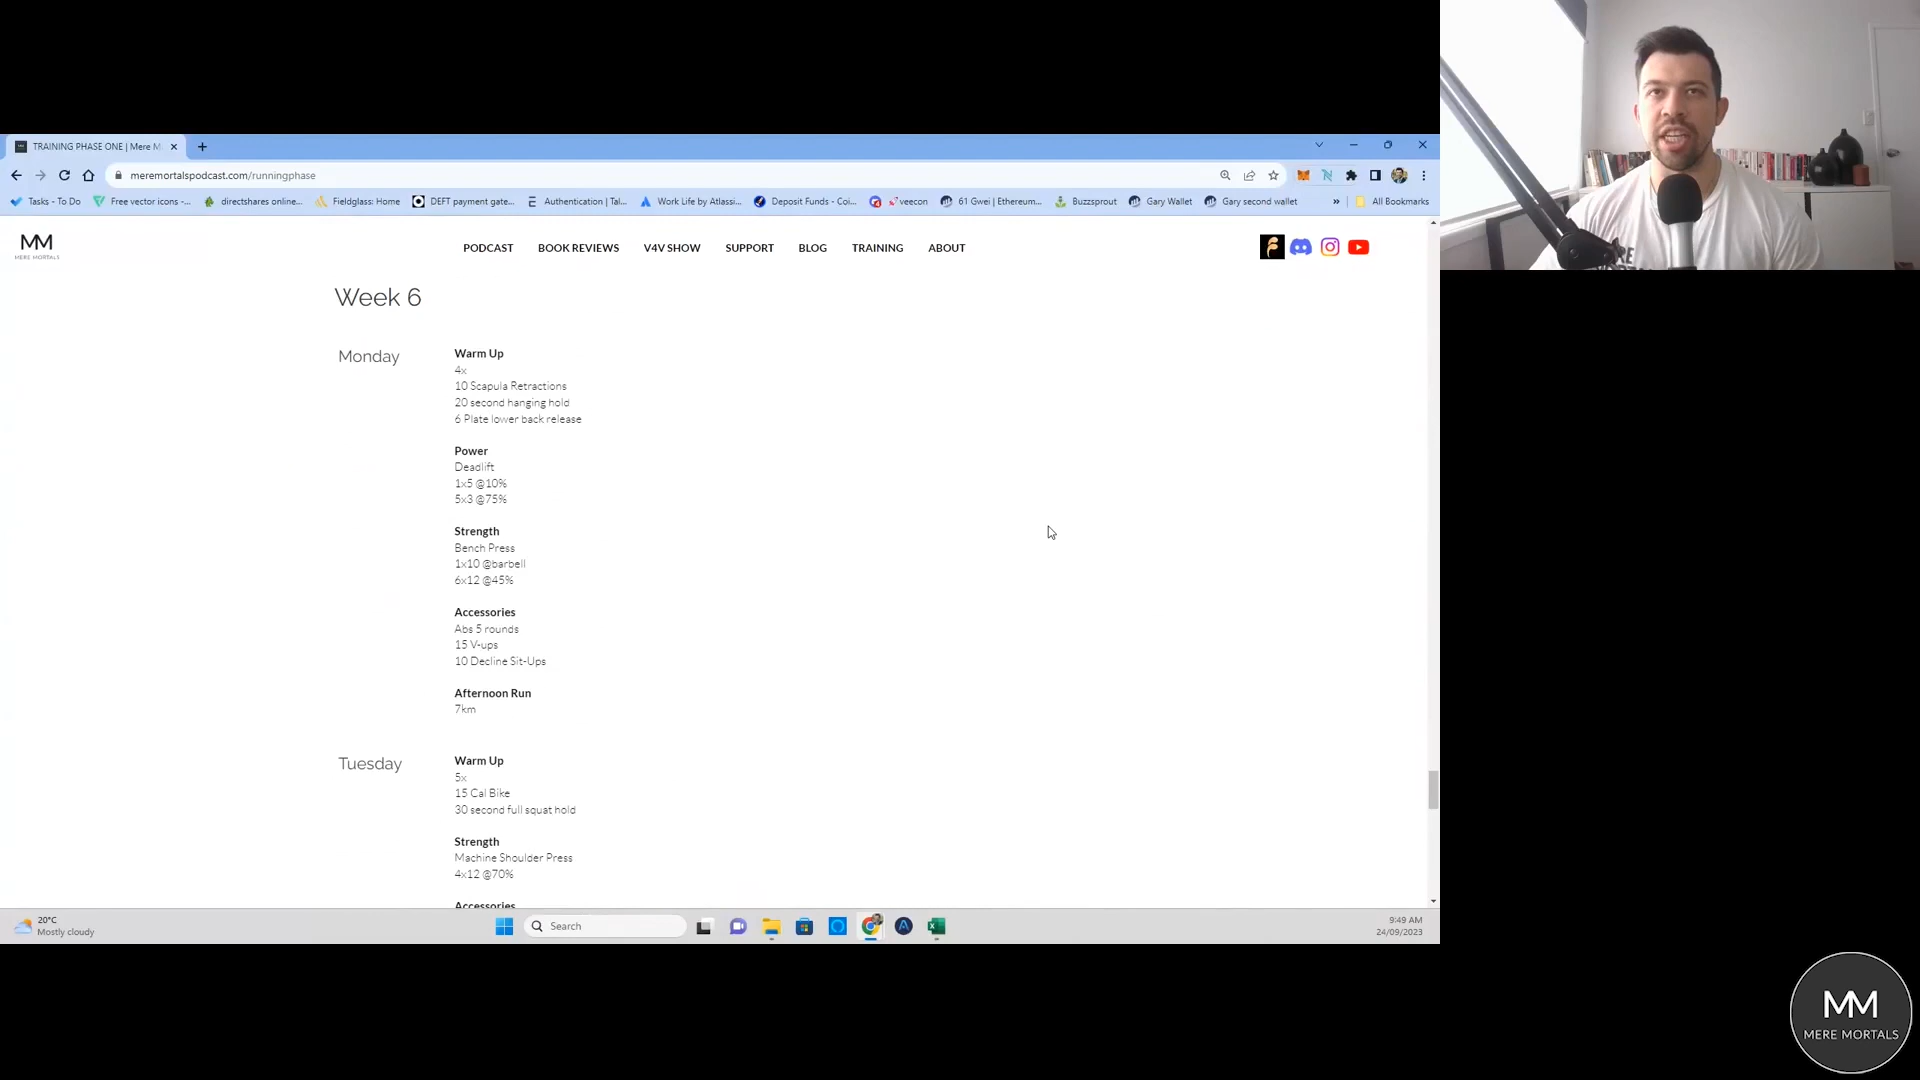 TRAINING PHASE ONE | Mere M
meremortalspodcast.com/runningphase
Tasks - To Do
Free vector icons -...
directshares online...
Fieldglass: Home
DEFT payment gate...
Authentication | Tal...
Work Life by Atlassi...
Deposit Funds - Coi...
veecon
61 Gwei | Ethereum...
Buzzsprout
Gary Wallet
Gary second wallet
»
All Bookmarks
MM
MERE MORTALS
PODCAST
BOOK REVIEWS
V4V SHOW
SUPPORT
BLOG
TRAINING
ABOUT
Week 6
Monday
Warm Up
4x
10 Scapula Retractions
20 second hanging hold
6 Plate lower back release
Power
Deadlift
1x5 @10%
5x3 @75%
Strength
Bench Press
1x10 @barbell
6x12 @45%
Accessories
Abs 5 rounds
15 V-ups
10 Decline Sit-Ups
Afternoon Run
7km
Tuesday
Warm Up
5x
15 Cal Bike
30 second full squat hold
Strength
Machine Shoulder Press
4x12 @70%
Accessories
20°C
Mostly cloudy
Search
9:49 AM
24/09/2023
MM
MERE MORTALS